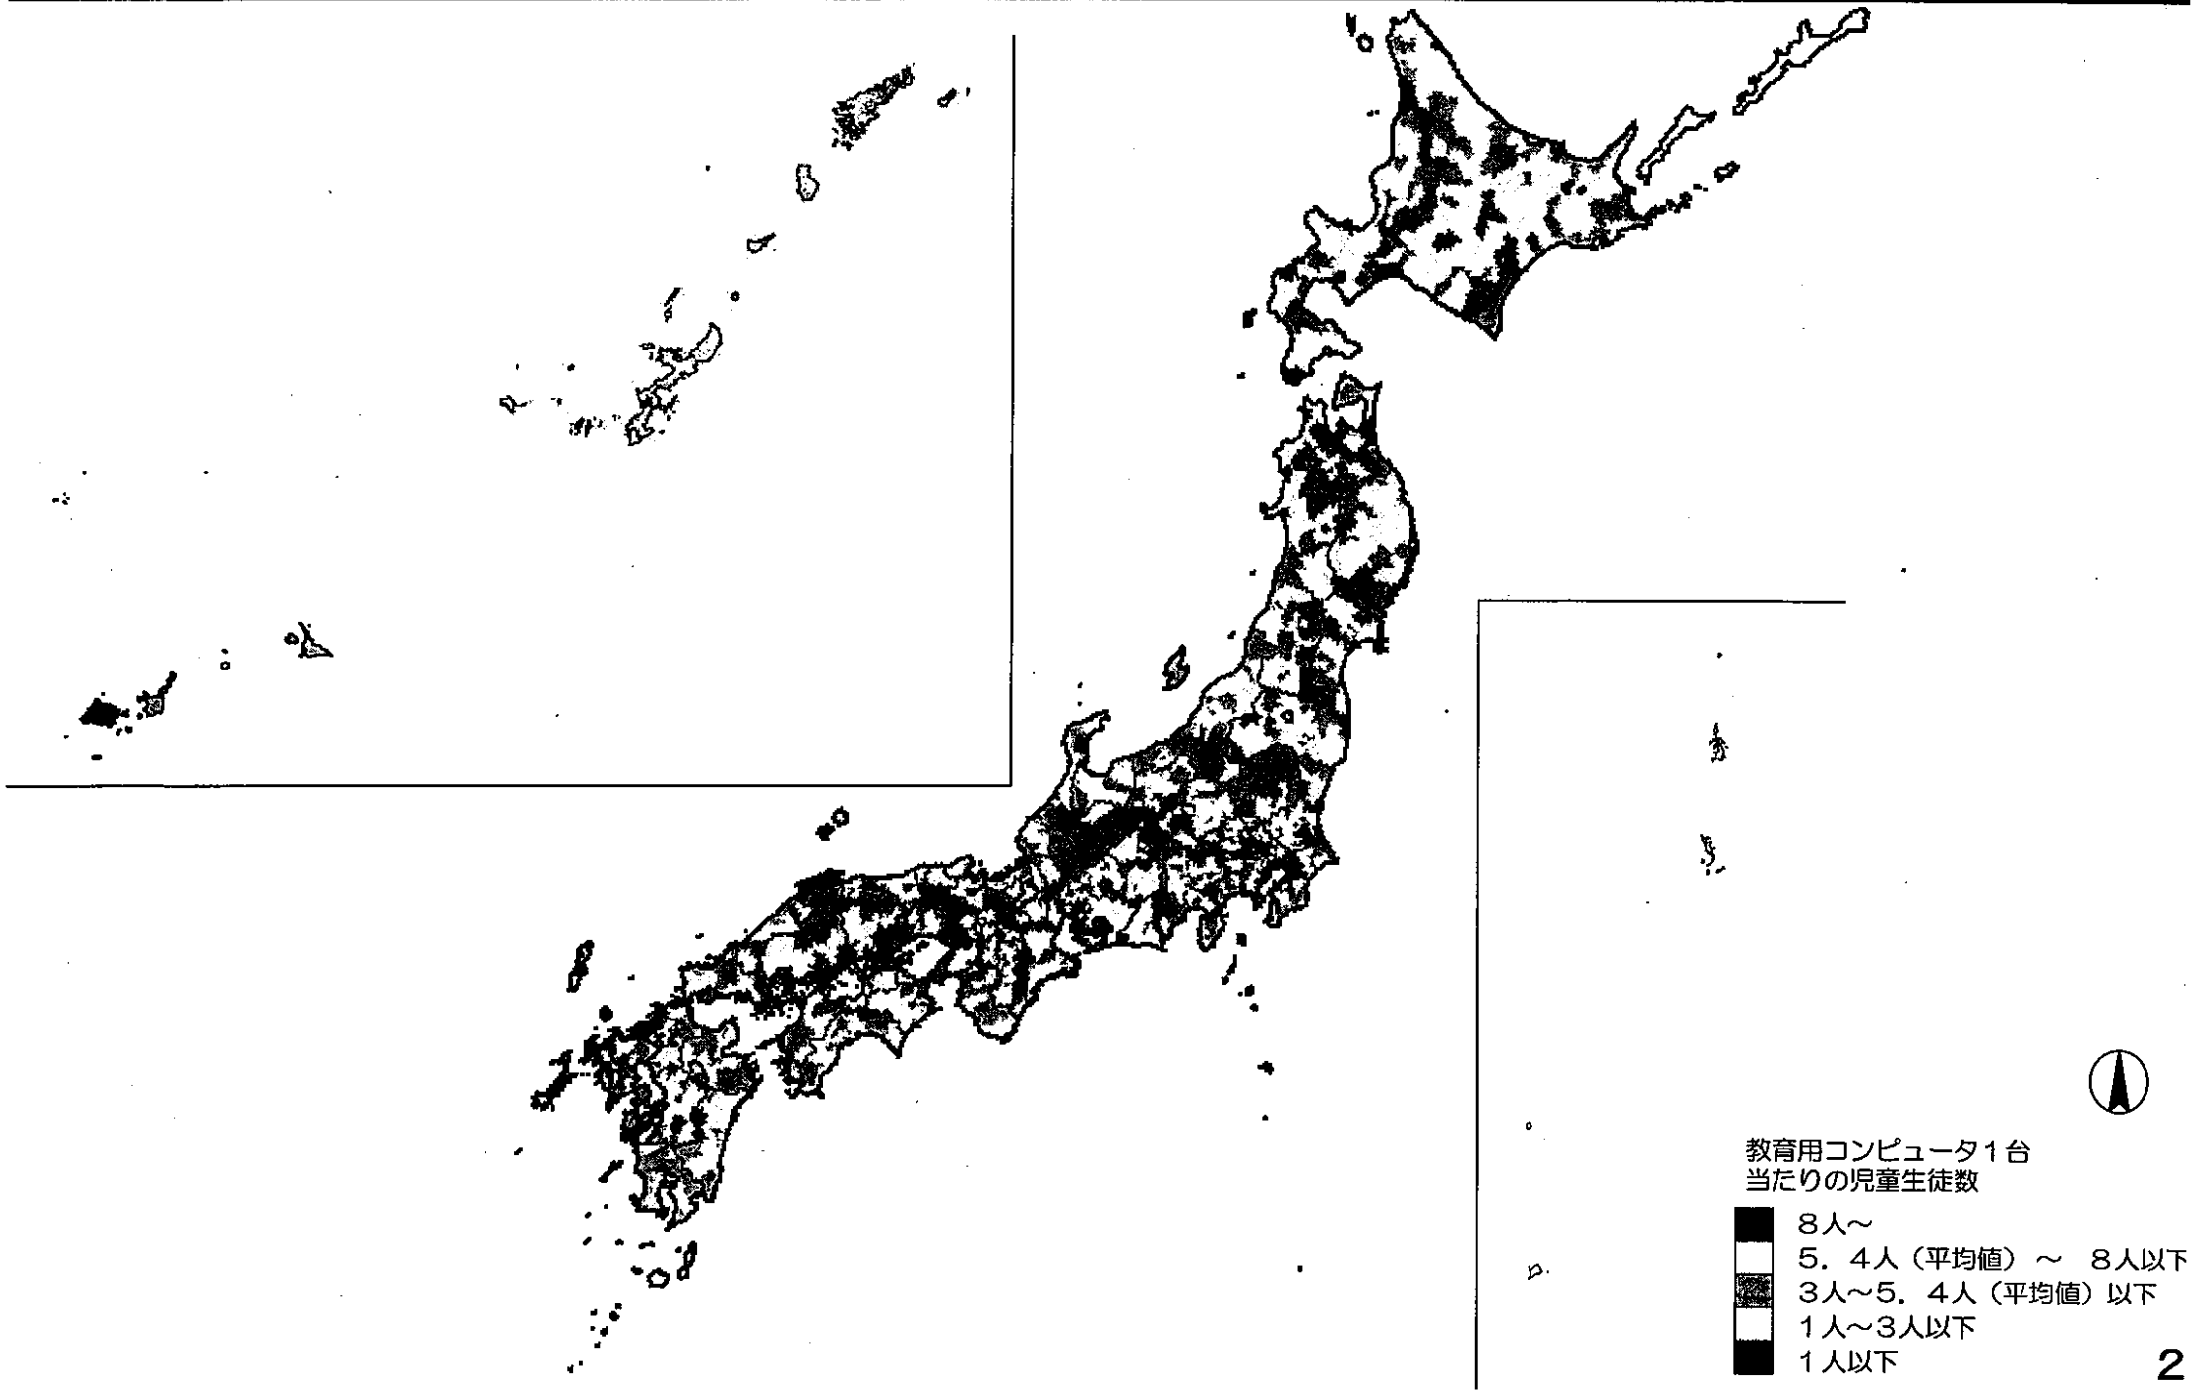 教育用コンピュータ1台
当たりの児童生徒数
8人～
5．4人（平均値）～　8人以下
3人～5．4人（平均値）以下
1人～3人以下
1人以下
2